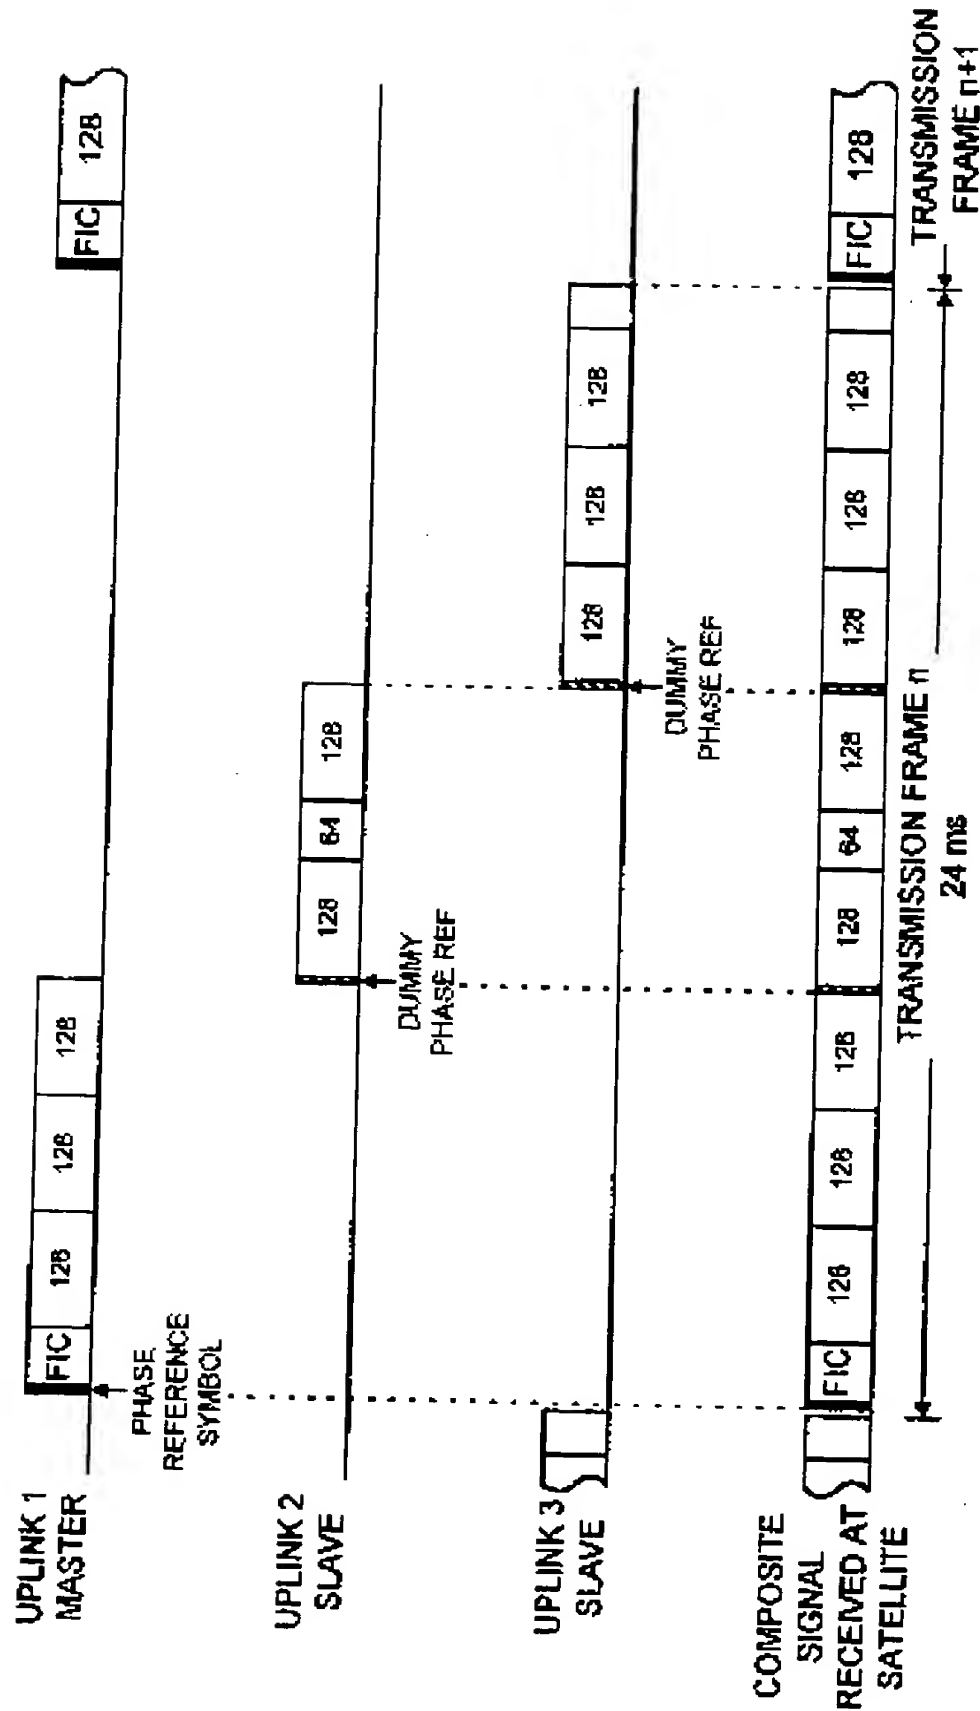 UPLINK 1
MASTER
FIC
128
128
128
FIC
128
PHASE
REFERENCE
SYMBOL
UPLINK 2
SLAVE
128
64
128
DUMMY
PHASE REF
UPLINK 3
SLAVE
128
128
128
DUMMY
PHASE REF
COMPOSITE
SIGNAL
RECEIVED AT
SATELLITE
FIC
128
128
128
128
64
128
128
128
128
FIC
128
TRANSMISSION FRAME n
24 ms
TRANSMISSION
FRAME n+1